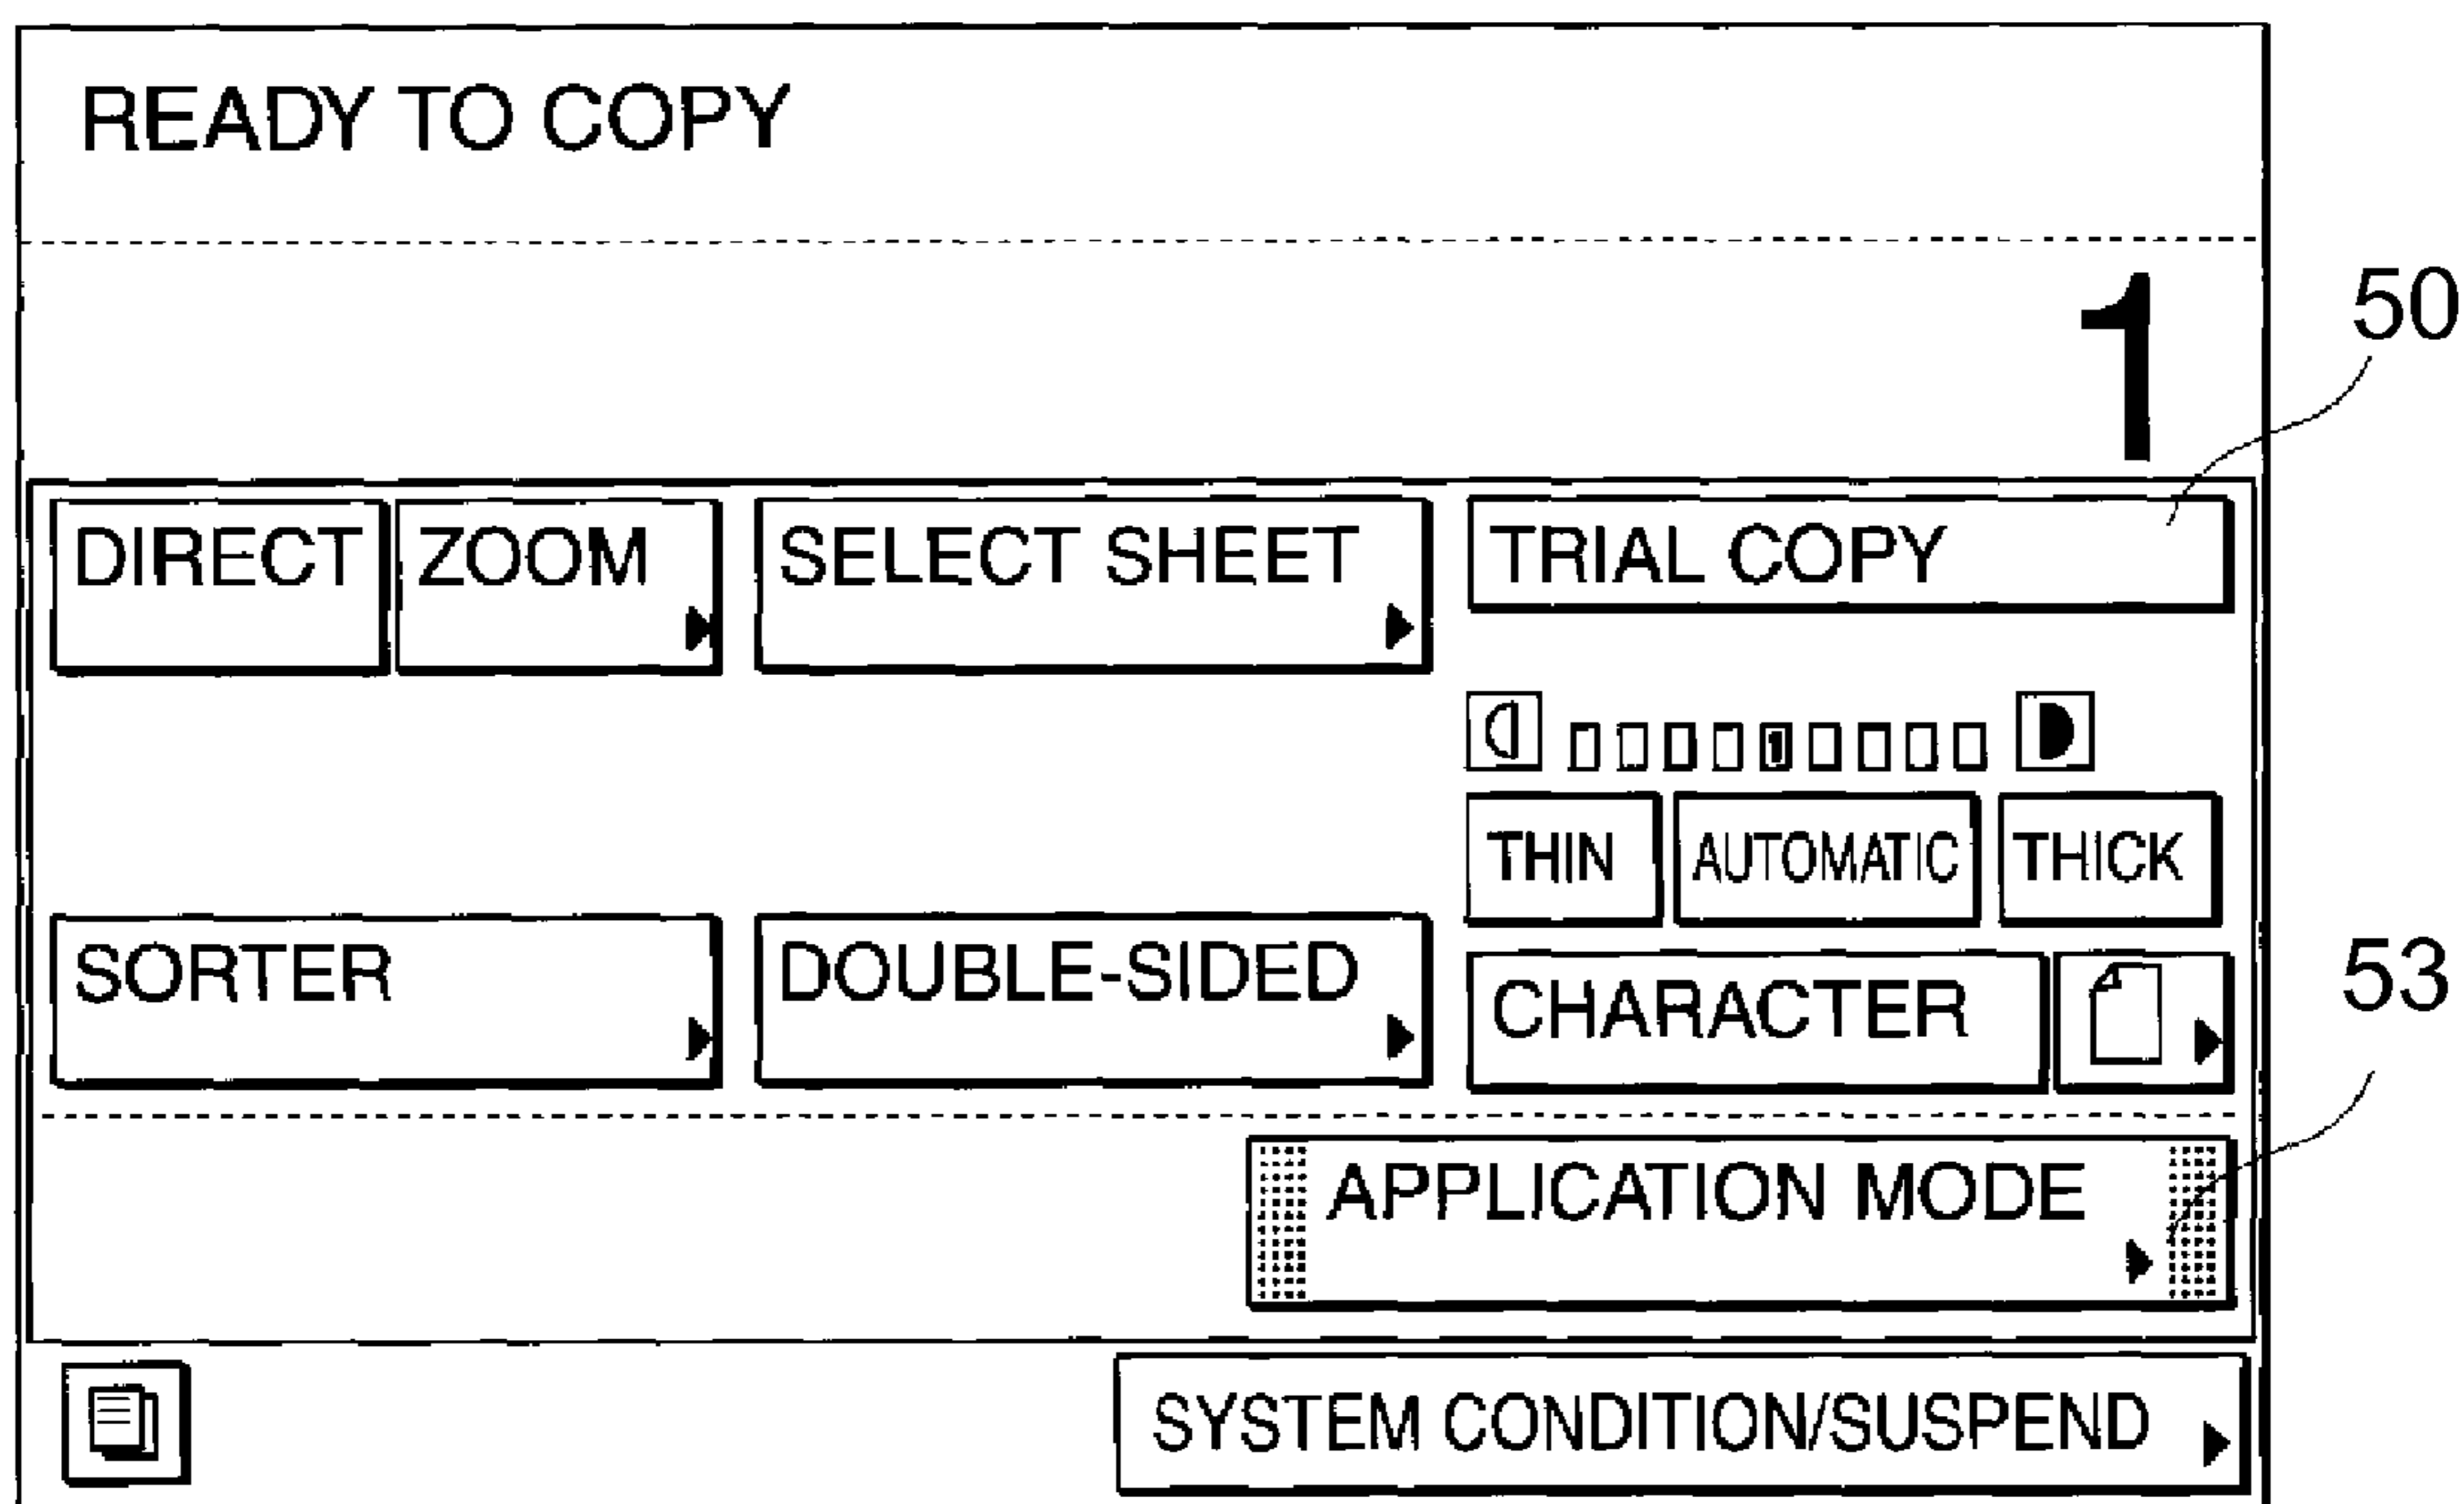 READY TO COPY
1
50
DIRECT ZOOM SELECT SHEET TRIAL COPY
THIN AUTOMATIC THICK
SORTER DOUBLE-SIDED CHARACTER
53
APPLICATION MODE
SYSTEM CONDITION/SUSPEND